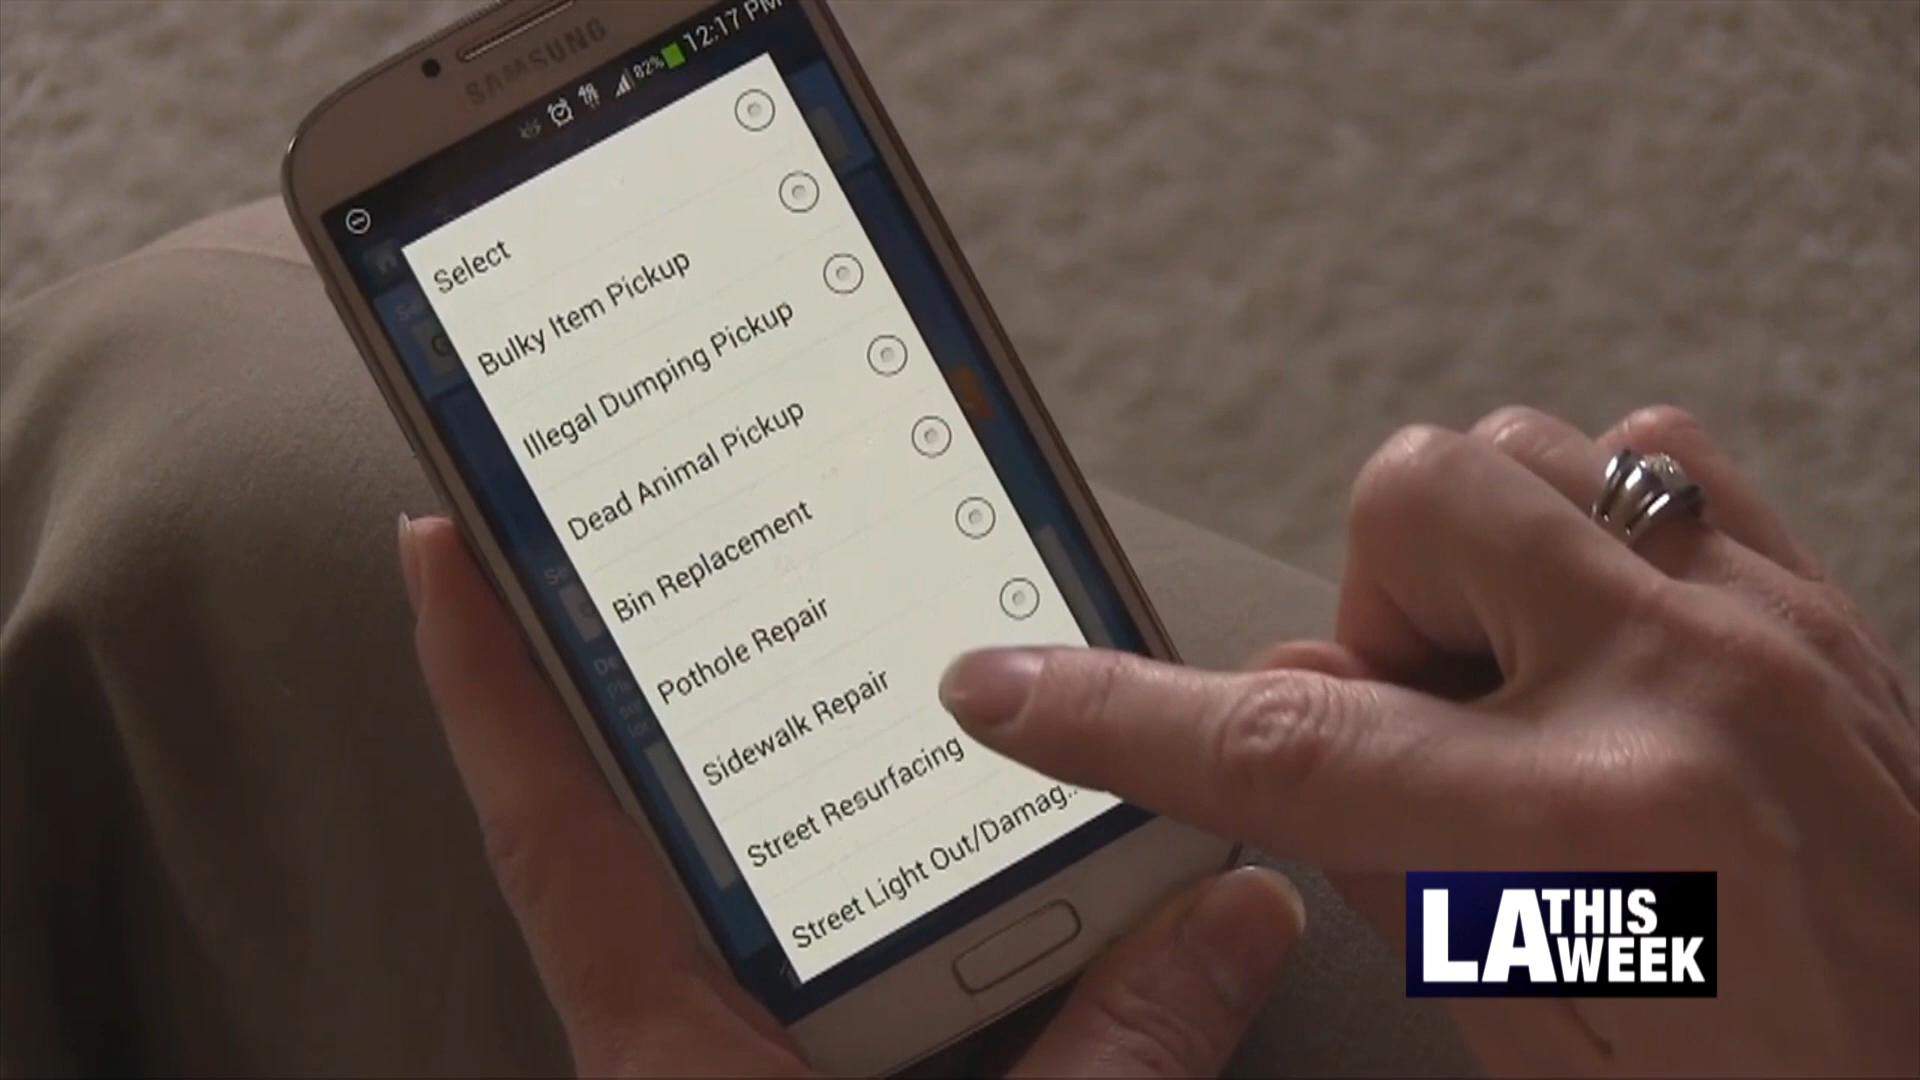 SAMSUNG
82% 12:17 PM
Select
Bulky Item Pickup
Illegal Dumping Pickup
Dead Animal Pickup
Bin Replacement
Pothole Repair
Sidewalk Repair
Street Resurfacing
Street Light Out/Damag..
LA THIS WEEK